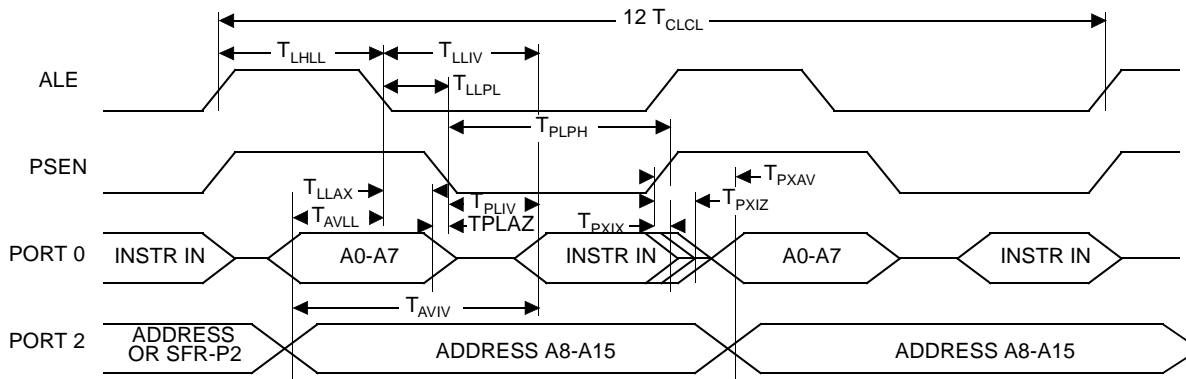 12 TCLCL
TLHLL TLLIV
ALE
TLLPL
TPLPH
PSEN
TLLAX TPXAV
TPLIV TPXIZ
TAVLL TPLAZ TPXIX
PORT 0 INSTR IN A0-A7 INSTR IN A0-A7 INSTR IN
TAVIV
PORT 2 ADDRESS
OR SFR-P2 ADDRESS A8-A15 ADDRESS A8-A15